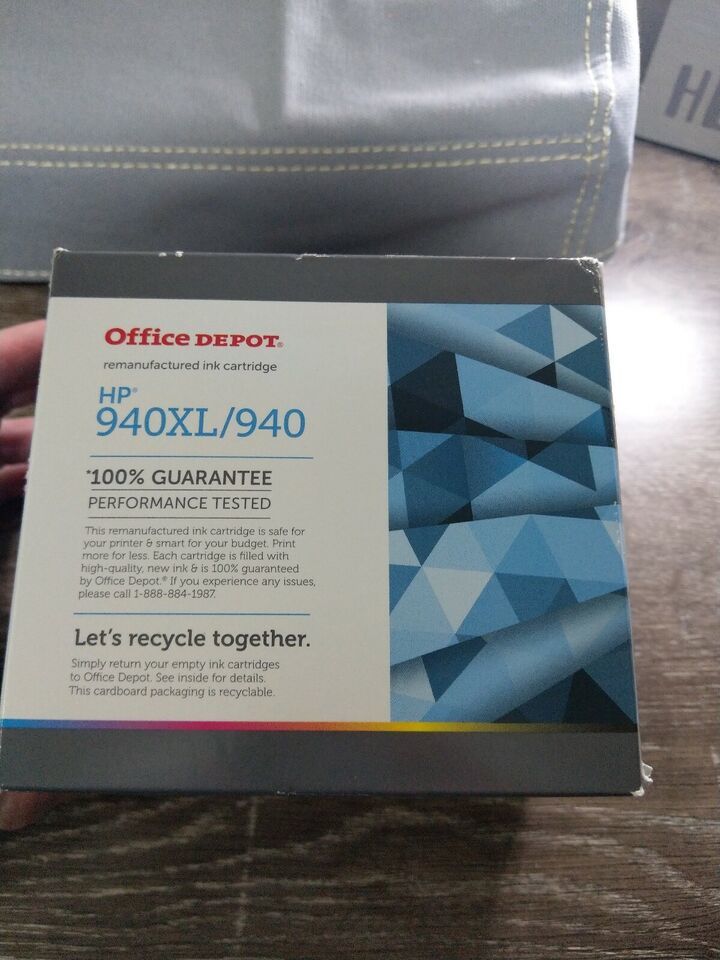 Office DEPOT®
remanufactured ink cartridge
HP®
940XL/940
*100% GUARANTEE
PERFORMANCE TESTED
This remanufactured ink cartridge is safe for
your printer & smart for your budget. Print
more for less. Each cartridge is filled with
high-quality, new ink & is 100% guaranteed
by Office Depot.® If you experience any issues,
please call 1-888-884-1987.
Let's recycle together.
Simply return your empty ink cartridges
to Office Depot. See inside for details.
This cardboard packaging is recyclable.